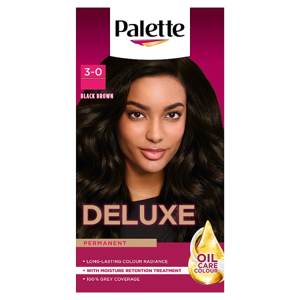 Palette
3-0
BLACK BROWN
DELUXE
PERMANENT
• LONG-LASTING COLOUR RADIANCE
• WITH MOISTURE RETENTION TREATMENT
• 100% GREY COVERAGE
OIL
CARE
COLOUR